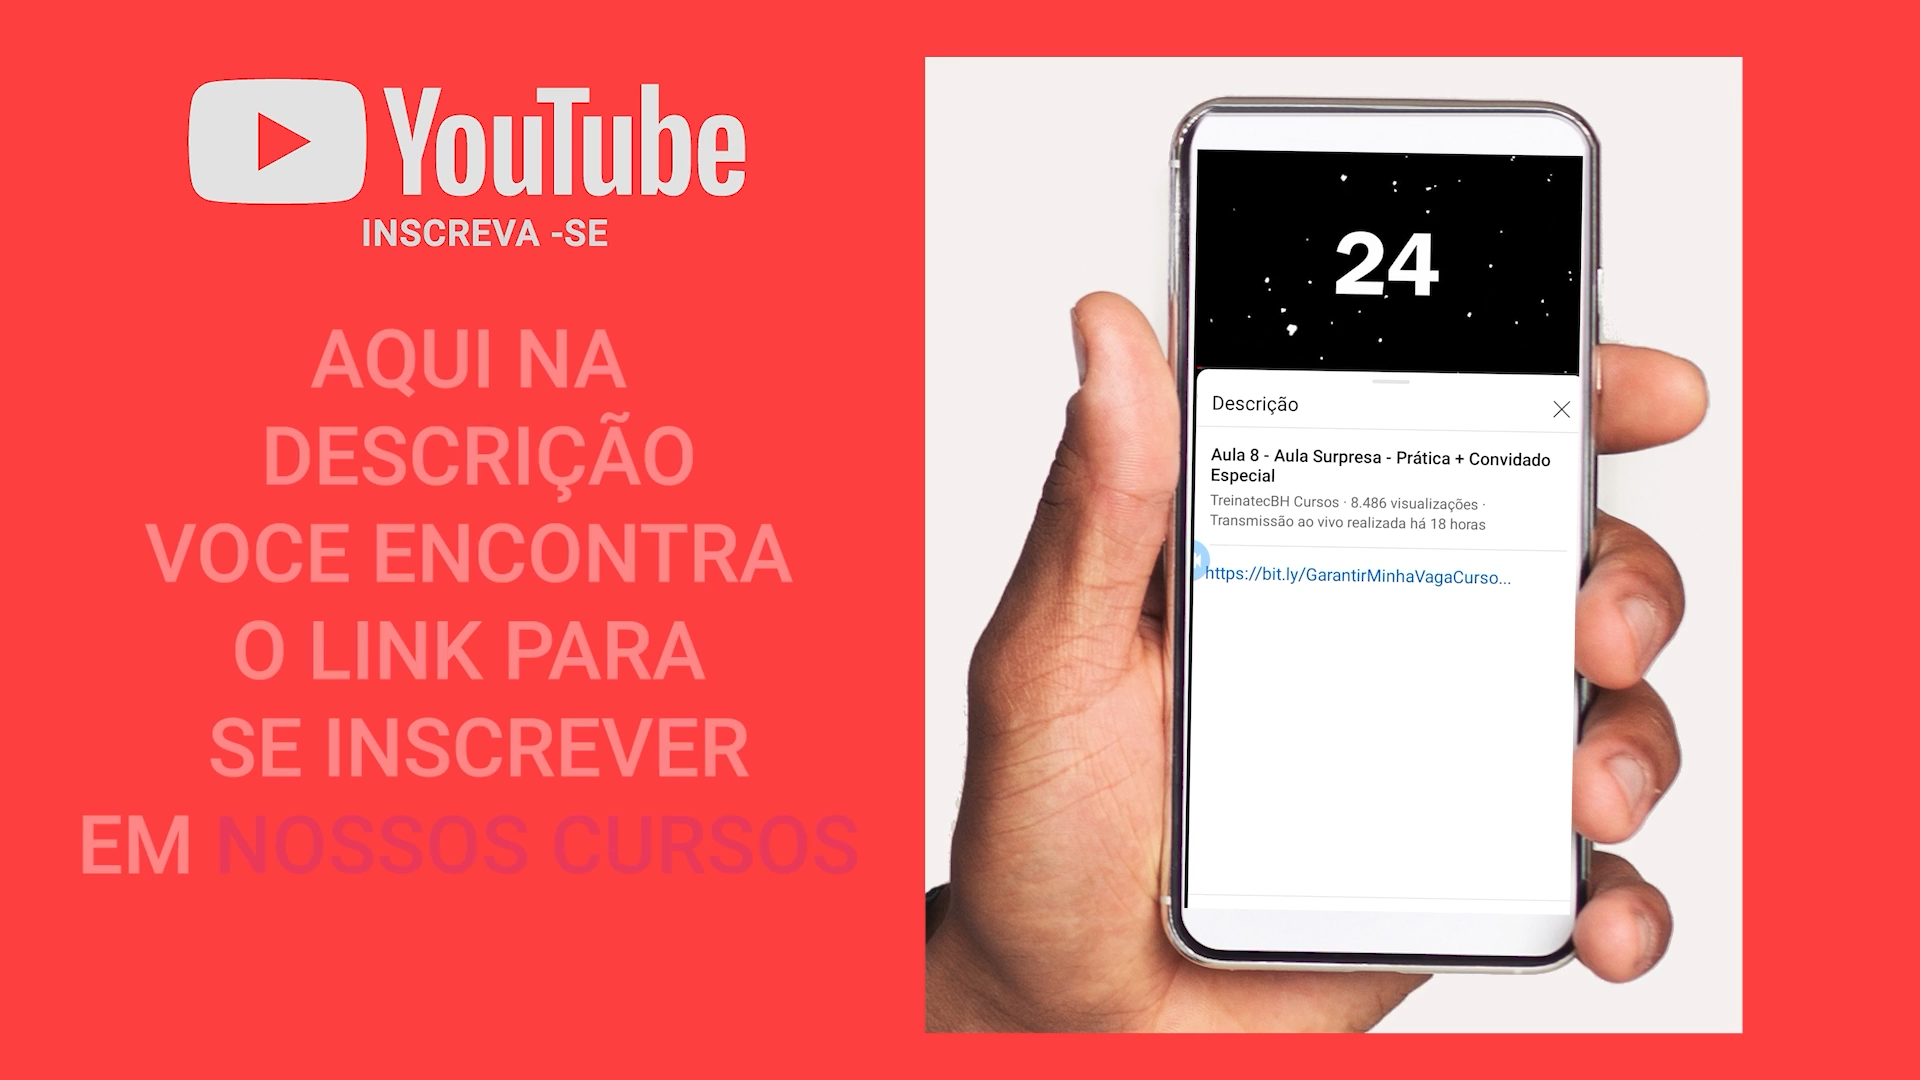 YouTube
INSCREVA -SE
AQUI NA
DESCRIÇÃO
VOCE ENCONTRA
O LINK PARA
SE INSCREVER
EM NOSSOS CURSOS
24
Descrição
Aula 8 - Aula Surpresa - Prática + Convidado
Especial
TreinatecBH Cursos · 8.486 visualizações ·
Transmissão ao vivo realizada há 18 horas
https://bit.ly/GarantirMinhaVagaCurso...